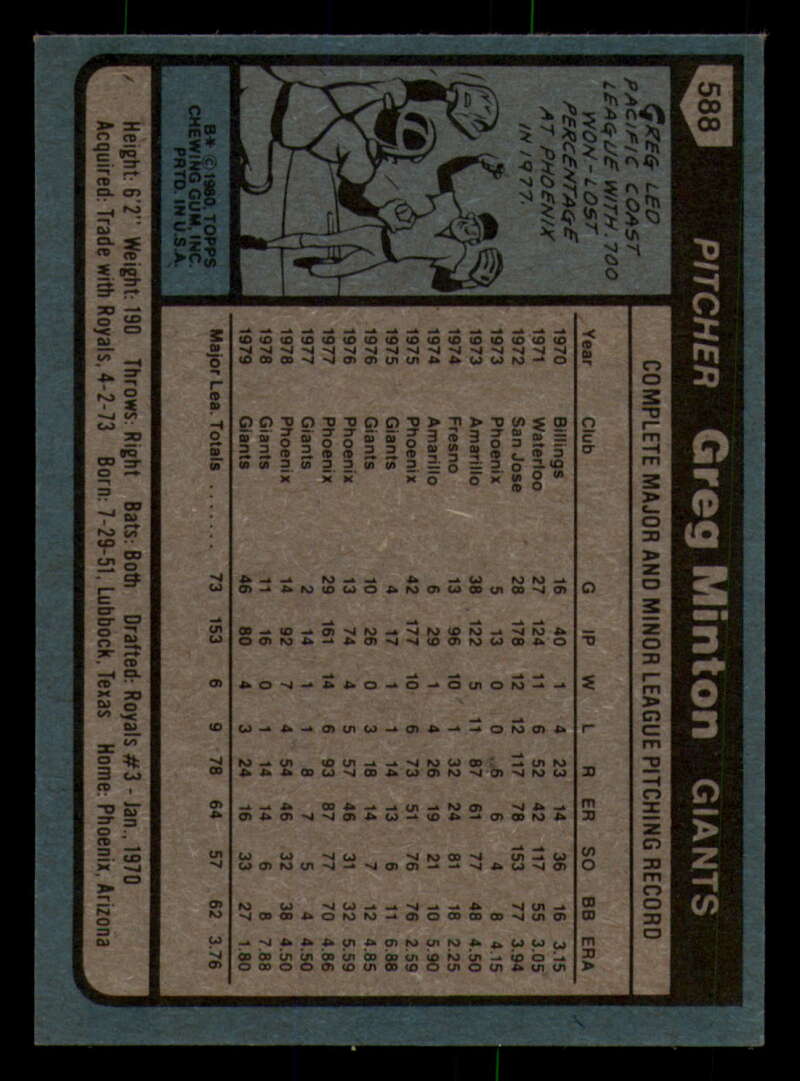 588 PITCHER Greg Minton GIANTS
GREG LED
PACIFIC COAST
LEAGUE WITH .700
WON-LOST
PERCENTAGE
AT PHOENIX
IN 1977.
B* © 1980, TOPPS
CHEWING GUM, INC.
PRTD. IN U.S.A.
COMPLETE MAJOR AND MINOR LEAGUE PITCHING RECORD
Year Club G IP W L R ER SO BB ERA
1970 Billings 16 40 1 4 23 14 36 16 3.15
1971 Waterloo 27 124 11 6 52 42 117 55 3.05
1972 San Jose 28 178 12 12 117 78 153 77 3.94
1973 Phoenix 5 13 0 0 6 6 4 8 4.15
1973 Amarillo 38 122 5 11 87 61 77 48 4.50
1974 Fresno 13 96 10 1 32 24 81 18 2.25
1974 Amarillo 6 29 1 4 26 19 21 10 5.90
1975 Phoenix 42 177 10 6 73 51 76 76 2.59
1975 Giants 4 17 1 1 14 13 6 11 6.88
1976 Giants 10 26 0 3 18 14 7 12 4.85
1976 Phoenix 13 74 4 5 57 46 31 32 5.59
1977 Phoenix 29 161 14 6 93 87 77 70 4.86
1977 Giants 2 14 1 1 8 7 5 4 4.50
1978 Phoenix 14 92 7 4 54 46 32 38 4.50
1978 Giants 11 16 0 1 14 14 6 8 7.88
1979 Giants 46 80 4 3 24 16 33 27 1.80
Major Lea. Totals ....... 73 153 6 9 78 64 57 62 3.76
Height: 6'2" Weight: 190 Throws: Right Bats: Both Drafted: Royals #3 - Jan., 1970
Acquired: Trade with Royals, 4-2-73 Born: 7-29-51, Lubbock, Texas Home: Phoenix, Arizona